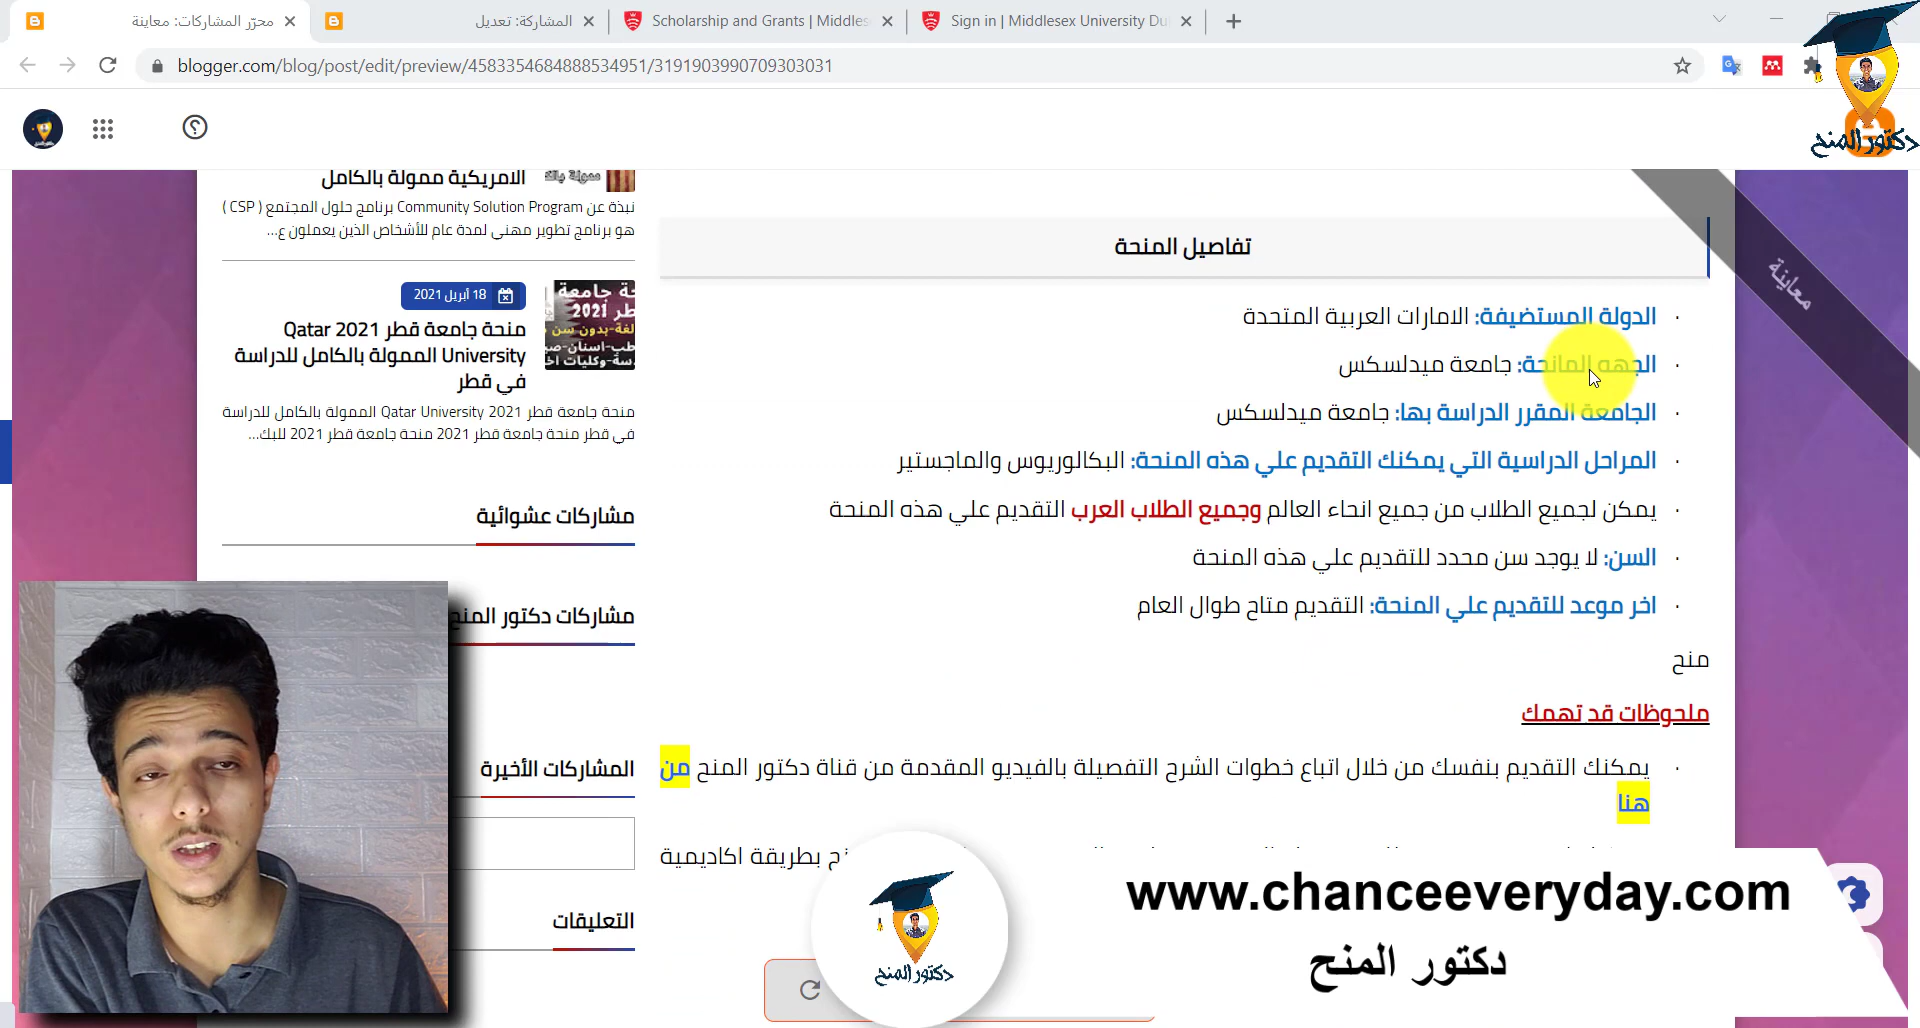 محرّر المشاركات: معاينة
المشاركة: تعديل
Scholarship and Grants | Middles
Sign in | Middlesex University Du
blogger.com/blog/post/edit/preview/4583354684888534951/3191903990709303031
دكتور المنح
معاينة
الامريكية ممولة بالكامل
نبذة عن Community Solution Program برنامج حلول المجتمع ( CSP )
هو برنامج تطوير مهني لمدة عام للأشخاص الذين يعملون ع...
18 أبريل 2021
منحة جامعة قطر 2021 Qatar
University الممولة بالكامل للدراسة
في قطر
منحة جامعة قطر 2021 Qatar University الممولة بالكامل للدراسة
في قطر منحة جامعة قطر 2021 منحة جامعة قطر 2021 للبك...
مشاركات عشوائية
مشاركات دكتور المنح
المشاركات الأخيرة
التعليقات
تفاصيل المنحة
· الدولة المستضيفة: الامارات العربية المتحدة
· الجهه المانحة: جامعة ميدلسكس
· الجامعة المقرر الدراسة بها: جامعة ميدلسكس
· المراحل الدراسية التي يمكنك التقديم علي هذه المنحة: البكالوريوس والماجستير
· يمكن لجميع الطلاب من جميع انحاء العالم وجميع الطلاب العرب التقديم علي هذه المنحة
· السن: لا يوجد سن محدد للتقديم علي هذه المنحة
· اخر موعد للتقديم علي المنحة: التقديم متاح طوال العام
منح
ملحوظات قد تهمك
· يمكنك التقديم بنفسك من خلال اتباع خطوات الشرح التفصيلة بالفيديو المقدمة من قناة دكتور المنح من
هنا
بطريقة اكاديمية
www.chanceeveryday.com
دكتور المنح
دكتور المنح